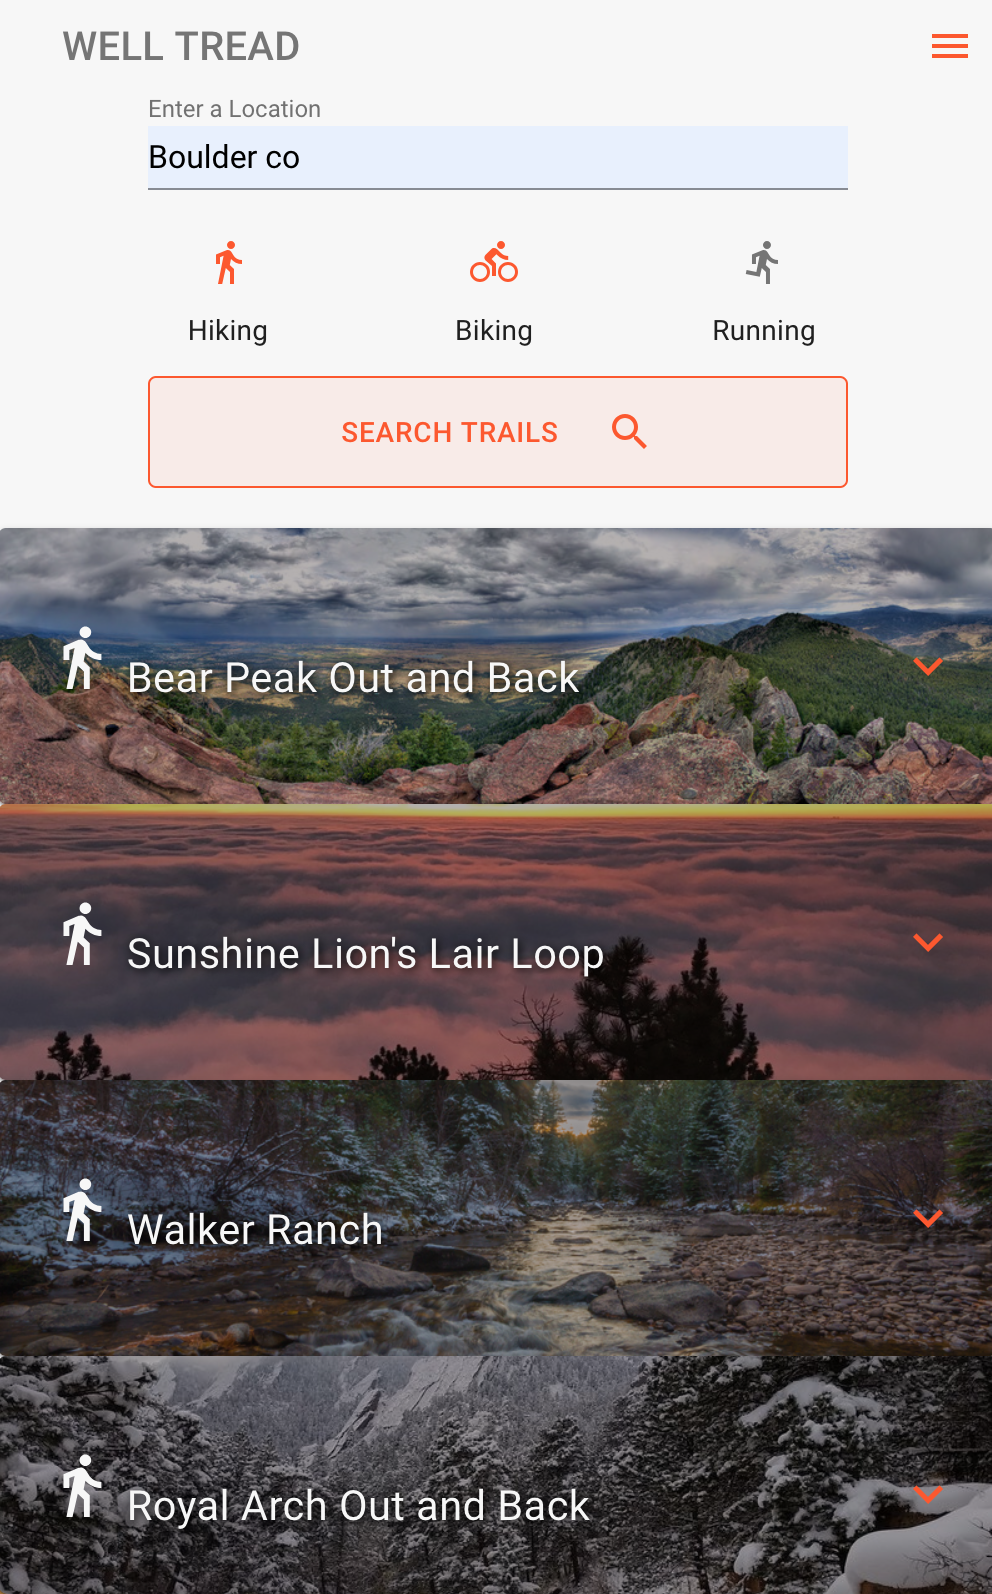 WELL TREAD
Enter a Location
Boulder co
Hiking
Biking
Running
SEARCH TRAILS
Bear Peak Out and Back
Sunshine Lion's Lair Loop
Walker Ranch
Royal Arch Out and Back